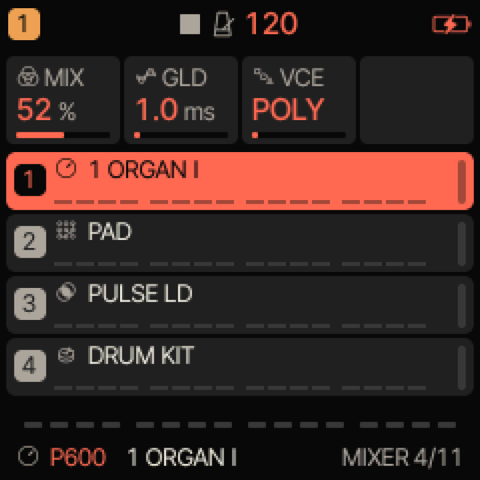 1 120
MIX GLD VCE
52 % 1.0 ms POLY
1 1 ORGAN I
2 PAD
3 PULSE LD
4 DRUM KIT
P600 1 ORGAN I MIXER 4/11